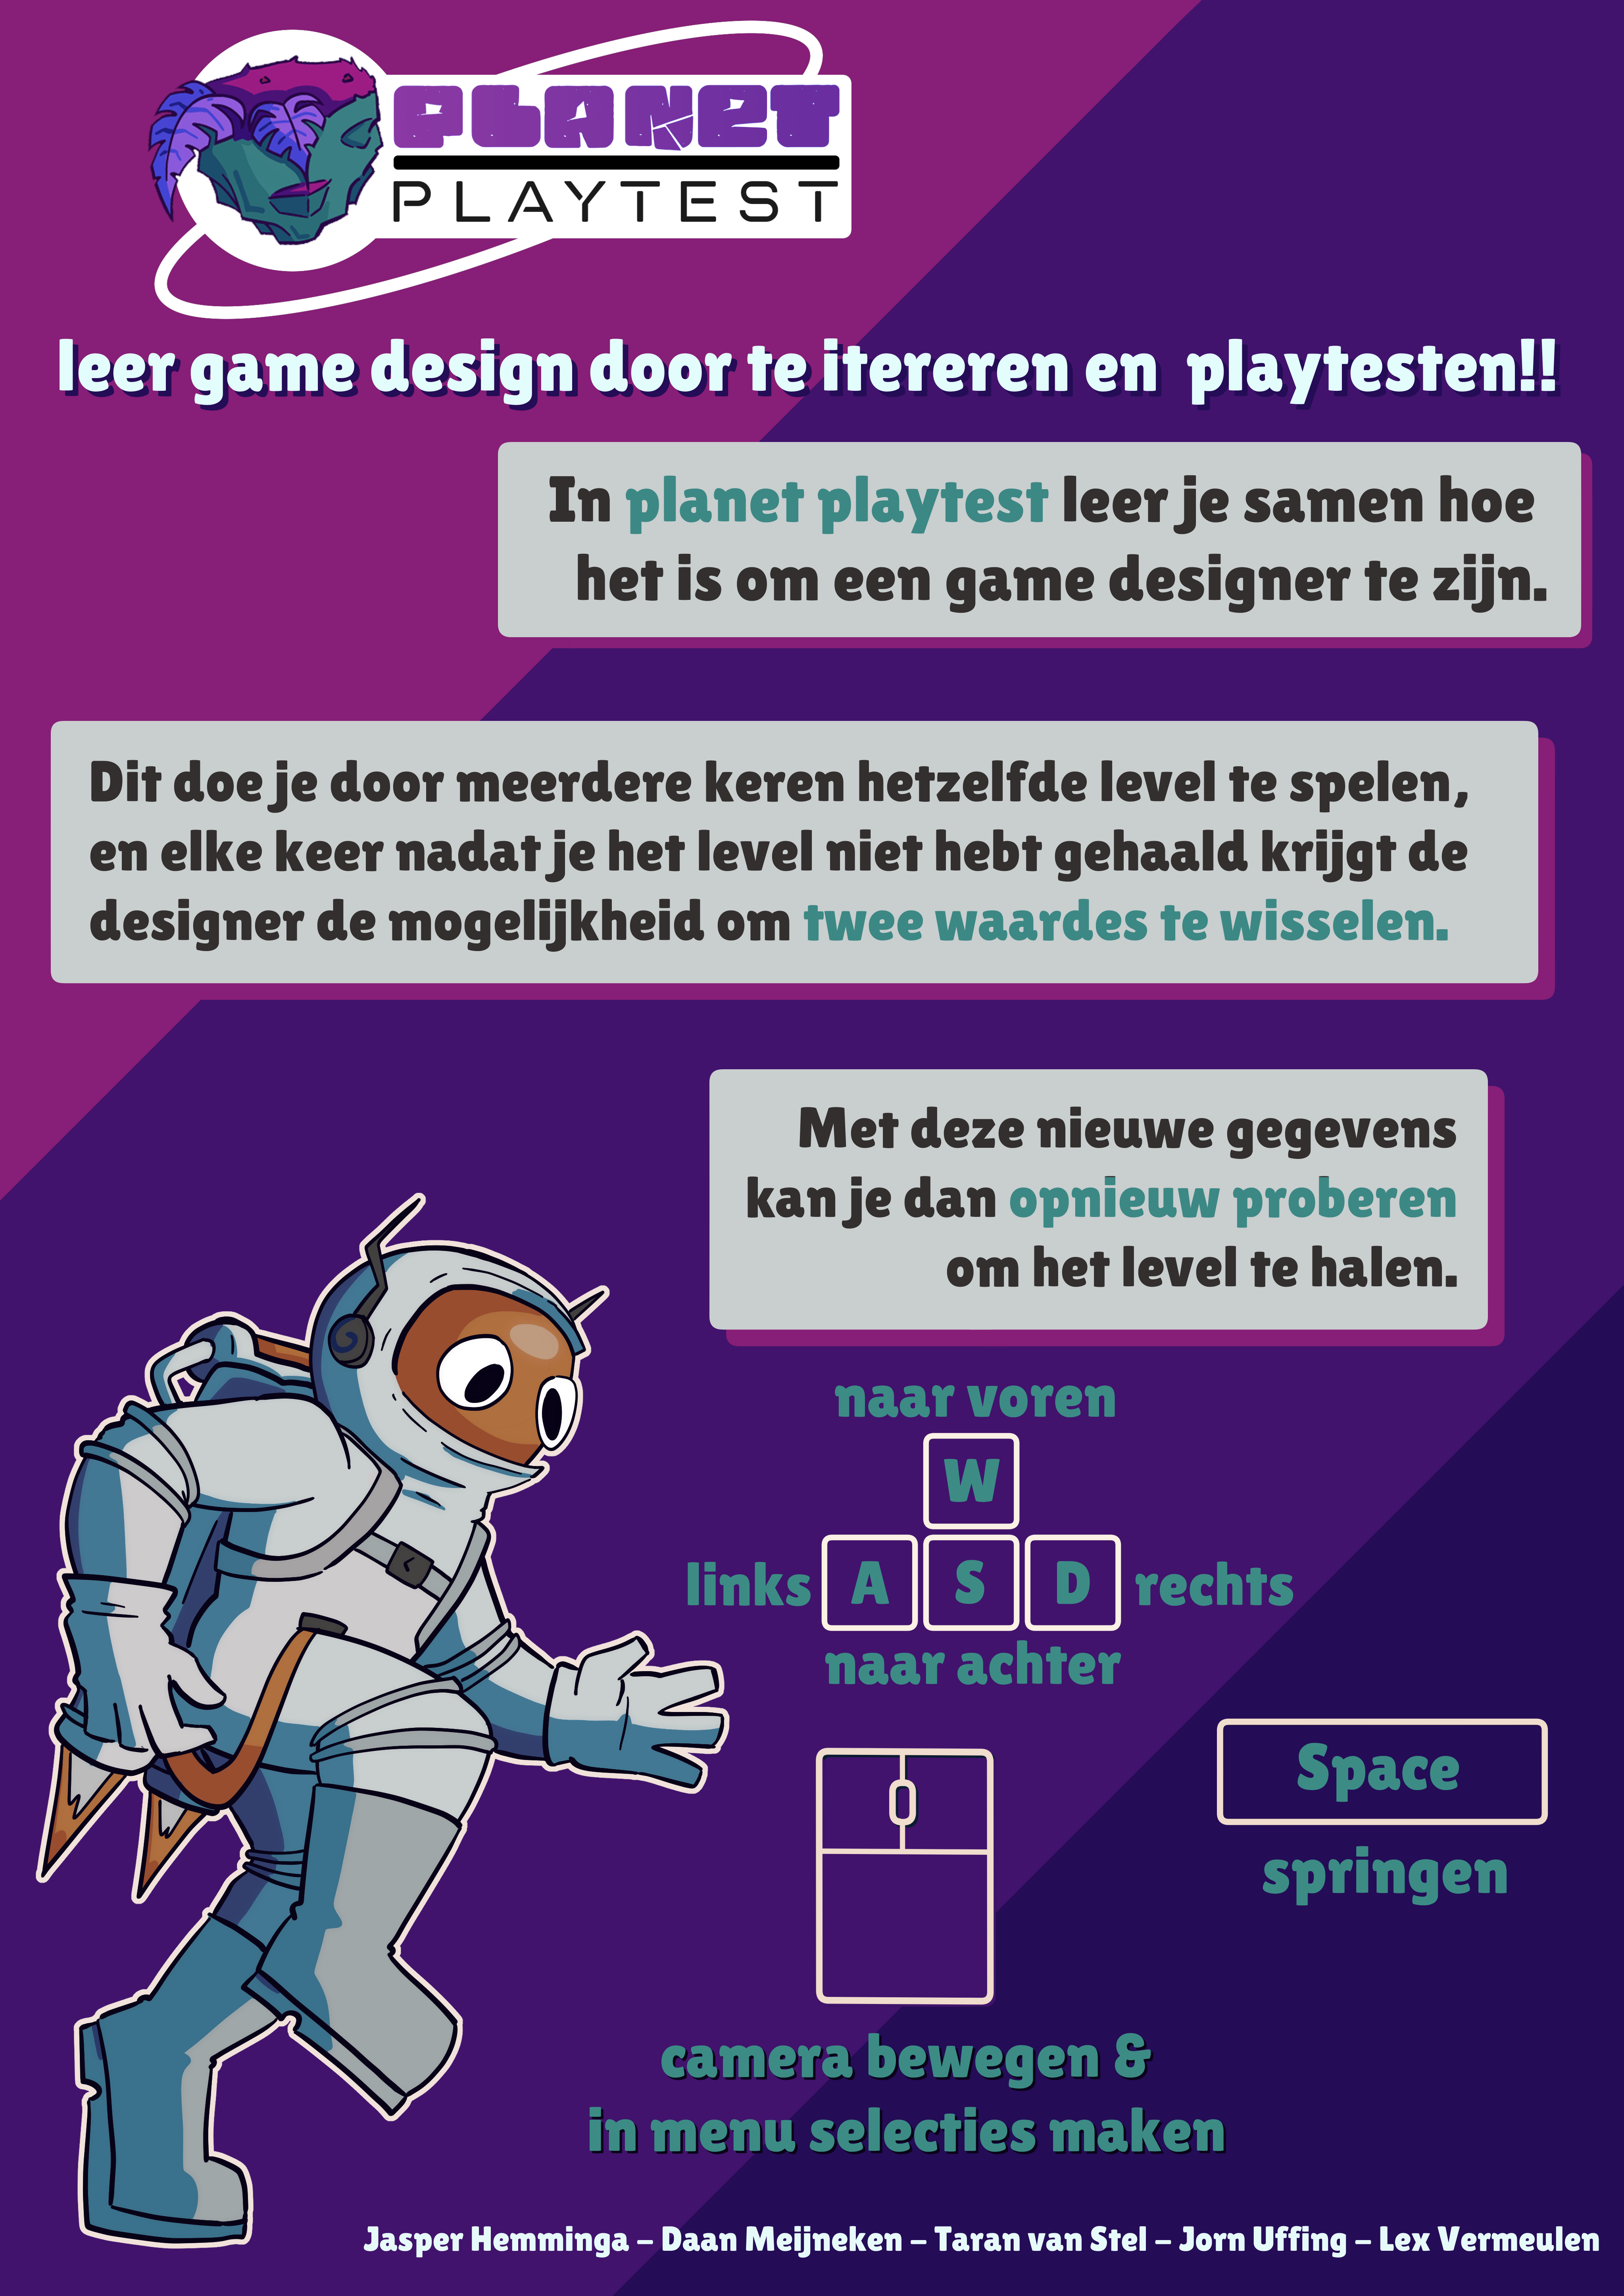 PLANET
PLAYTEST
leer game design door te itereren en playtesten!!
In planet playtest leer je samen hoe
het is om een game designer te zijn.
Dit doe je door meerdere keren hetzelfde level te spelen,
en elke keer nadat je het level niet hebt gehaald krijgt de
designer de mogelijkheid om twee waardes te wisselen.
Met deze nieuwe gegevens
kan je dan opnieuw proberen
om het level te halen.
naar voren
W
links A S D rechts
naar achter
Space
springen
camera bewegen &
in menu selecties maken
Jasper Hemminga – Daan Meijneken – Taran van Stel – Jorn Uffing – Lex Vermeulen